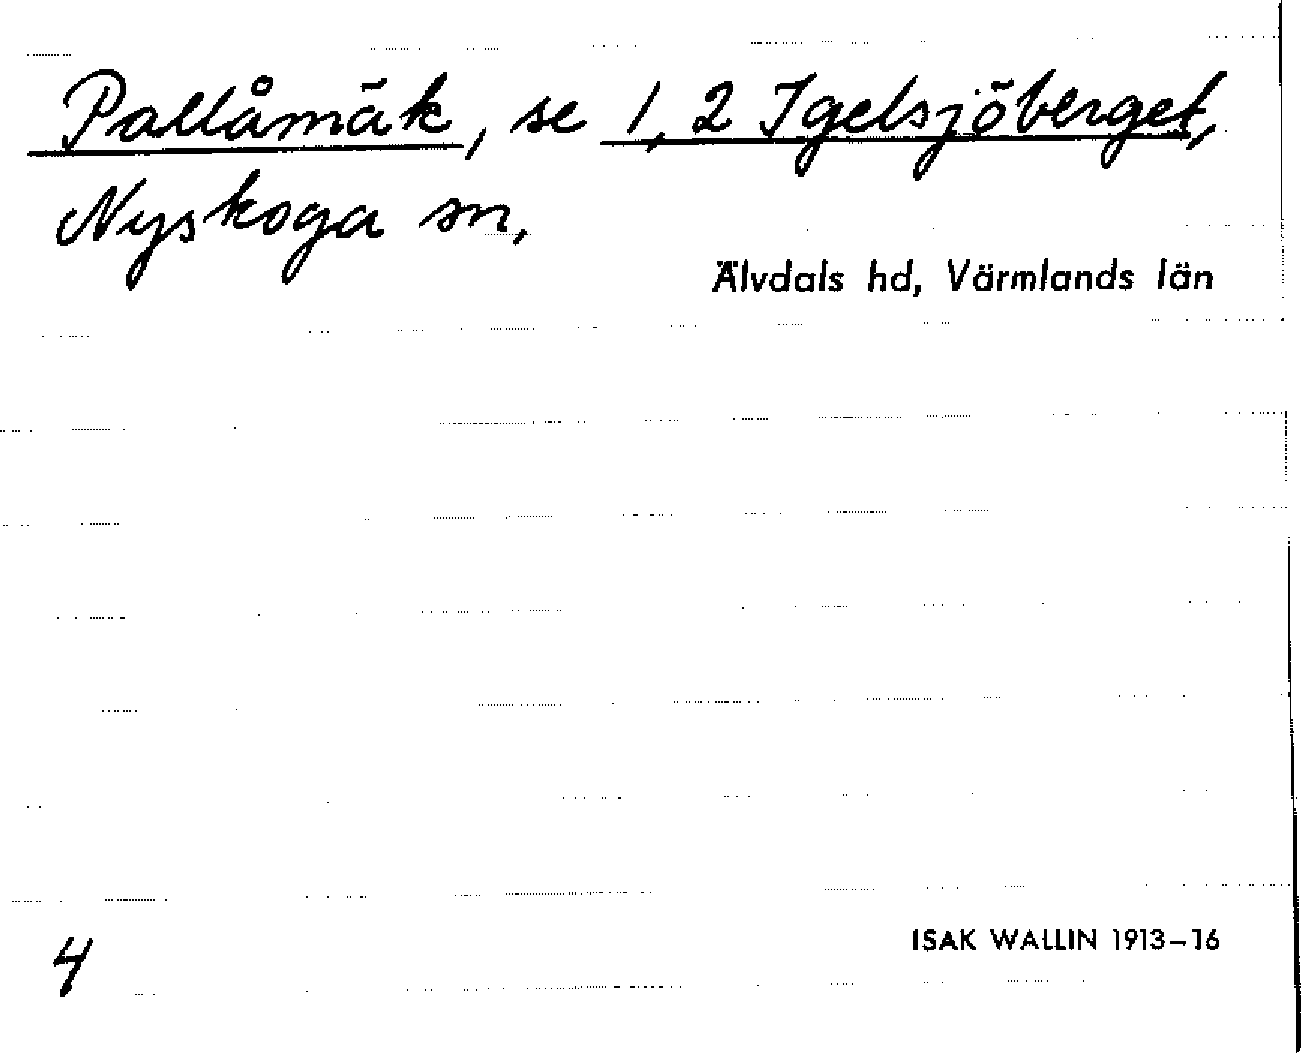 Pallåmäk, se 1, 2 Igelsjöberget,
Nyskoga sn,
Älvdals hd, Värmlands län
4
ISAK WALLIN 1913–16